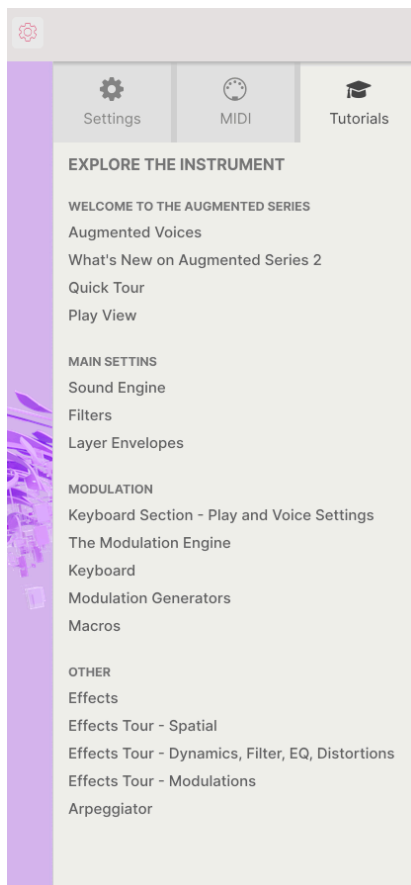 Settings
MIDI
Tutorials
EXPLORE THE INSTRUMENT
WELCOME TO THE AUGMENTED SERIES
Augmented Voices
What's New on Augmented Series 2
Quick Tour
Play View
MAIN SETTINS
Sound Engine
Filters
Layer Envelopes
MODULATION
Keyboard Section - Play and Voice Settings
The Modulation Engine
Keyboard
Modulation Generators
Macros
OTHER
Effects
Effects Tour - Spatial
Effects Tour - Dynamics, Filter, EQ, Distortions
Effects Tour - Modulations
Arpeggiator